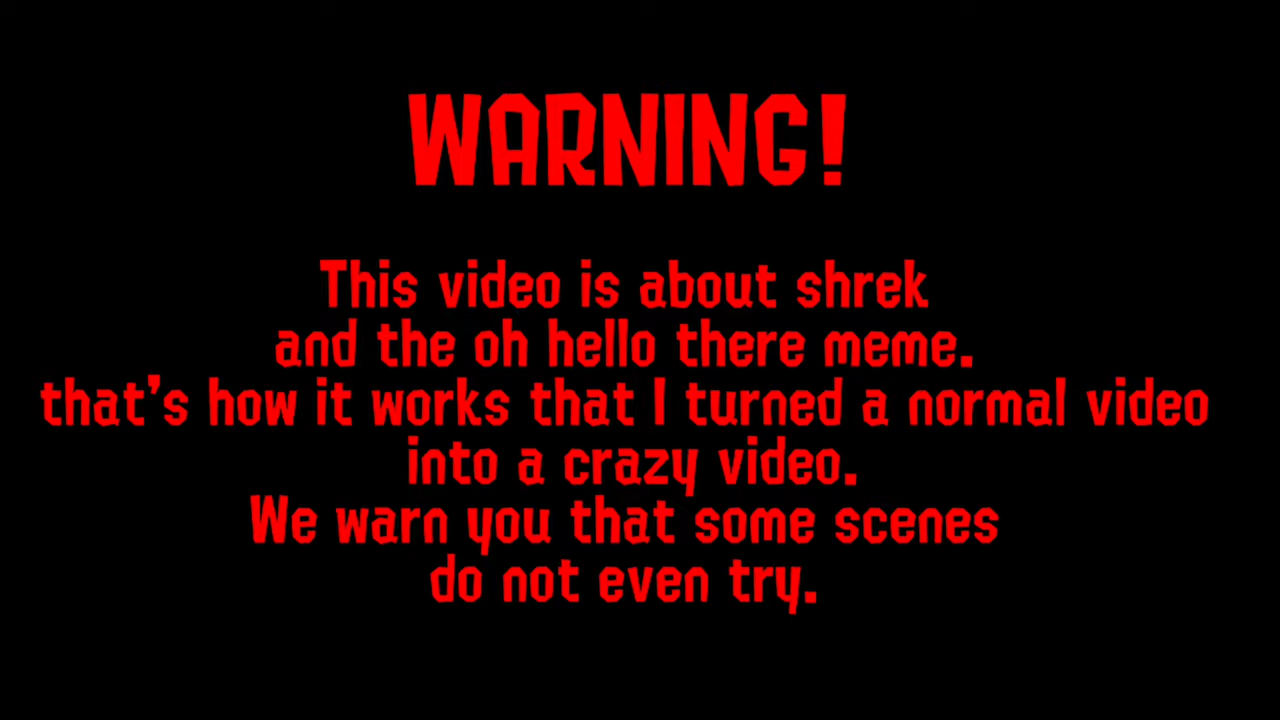 WARNING!
This video is about shrek
and the oh hello there meme.
that's how it works that I turned a normal video
into a crazy video.
We warn you that some scenes
do not even try.